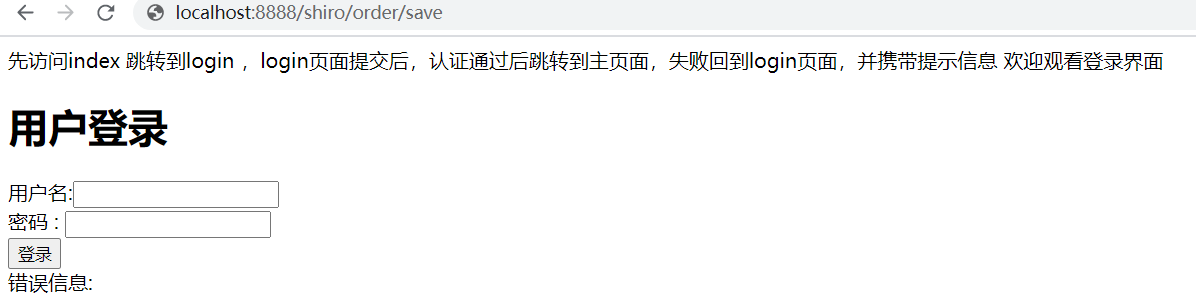 localhost:8888/shiro/order/save
先访问index 跳转到login ，login页面提交后，认证通过后跳转到主页面，失败回到login页面，并携带提示信息 欢迎观看登录界面
用户登录
用户名:
密码 :
登录
错误信息: